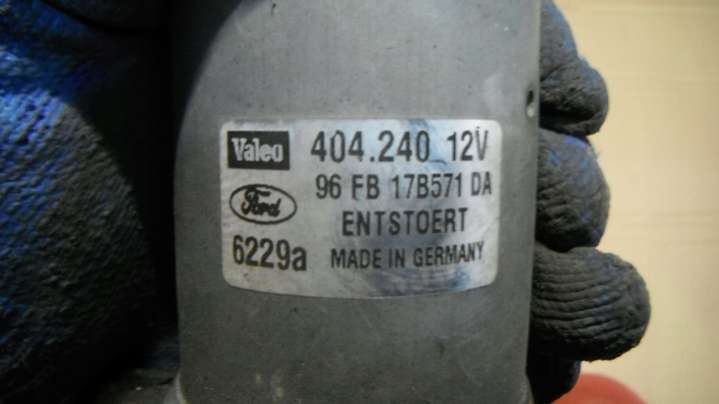 Valeo 404.240 12V
96 FB 17B571 DA
Ford
ENTSTOERT
6229a MADE IN GERMANY